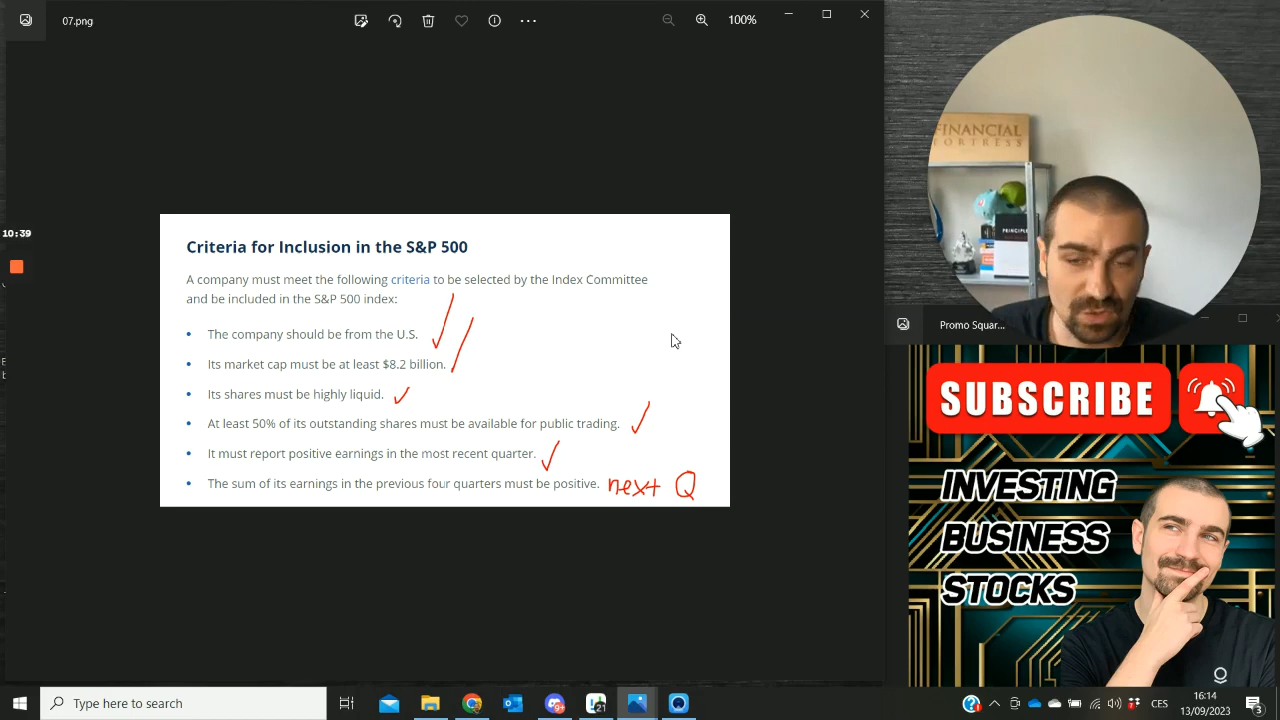 07.png
100%
10:39
Criteria for Inclusion in the S&P 500
A company must meet the following criteria to be selected by the Index Committee
and be included in the S&P 500 index:
• The company should be from the U.S.
• Its market cap must be at least $8.2 billion.
• Its shares must be highly liquid.
• At least 50% of its outstanding shares must be available for public trading.
• It must report positive earnings in the most recent quarter.
• The sum of its earnings in the previous four quarters must be positive. next Q
FINANCIAL
FORTRESS
PRINCIPLES
Promo Squar...
SUBSCRIBE
INVESTING
BUSINESS
STOCKS
Type here to search
21
7
CES
16:14
13/09/2023
3